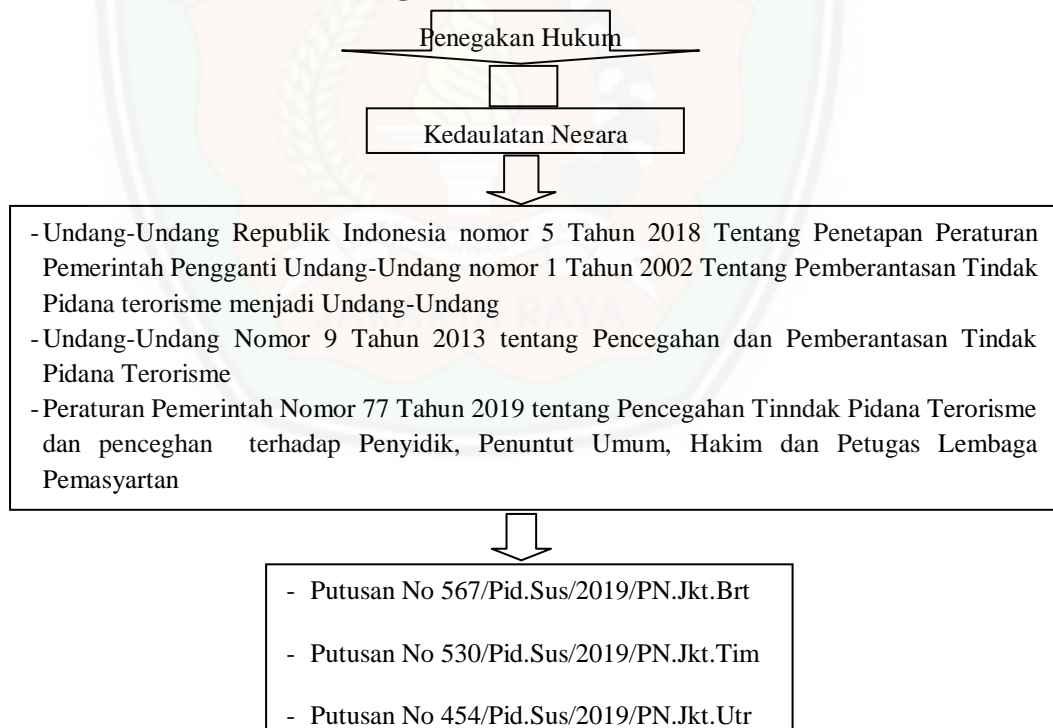 Penegakan Hukum
Kedaulatan Negara
- Undang-Undang Republik Indonesia nomor 5 Tahun 2018 Tentang Penetapan Peraturan
Pemerintah Pengganti Undang-Undang nomor 1 Tahun 2002 Tentang Pemberantasan Tindak
Pidana terorisme menjadi Undang-Undang
- Undang-Undang Nomor 9 Tahun 2013 tentang Pencegahan dan Pemberantasan Tindak
Pidana Terorisme
- Peraturan Pemerintah Nomor 77 Tahun 2019 tentang Pencegahan Tinndak Pidana Terorisme
dan penceghan terhadap Penyidik, Penuntut Umum, Hakim dan Petugas Lembaga
Pemasyartan
- Putusan No 567/Pid.Sus/2019/PN.Jkt.Brt
- Putusan No 530/Pid.Sus/2019/PN.Jkt.Tim
- Putusan No 454/Pid.Sus/2019/PN.Jkt.Utr